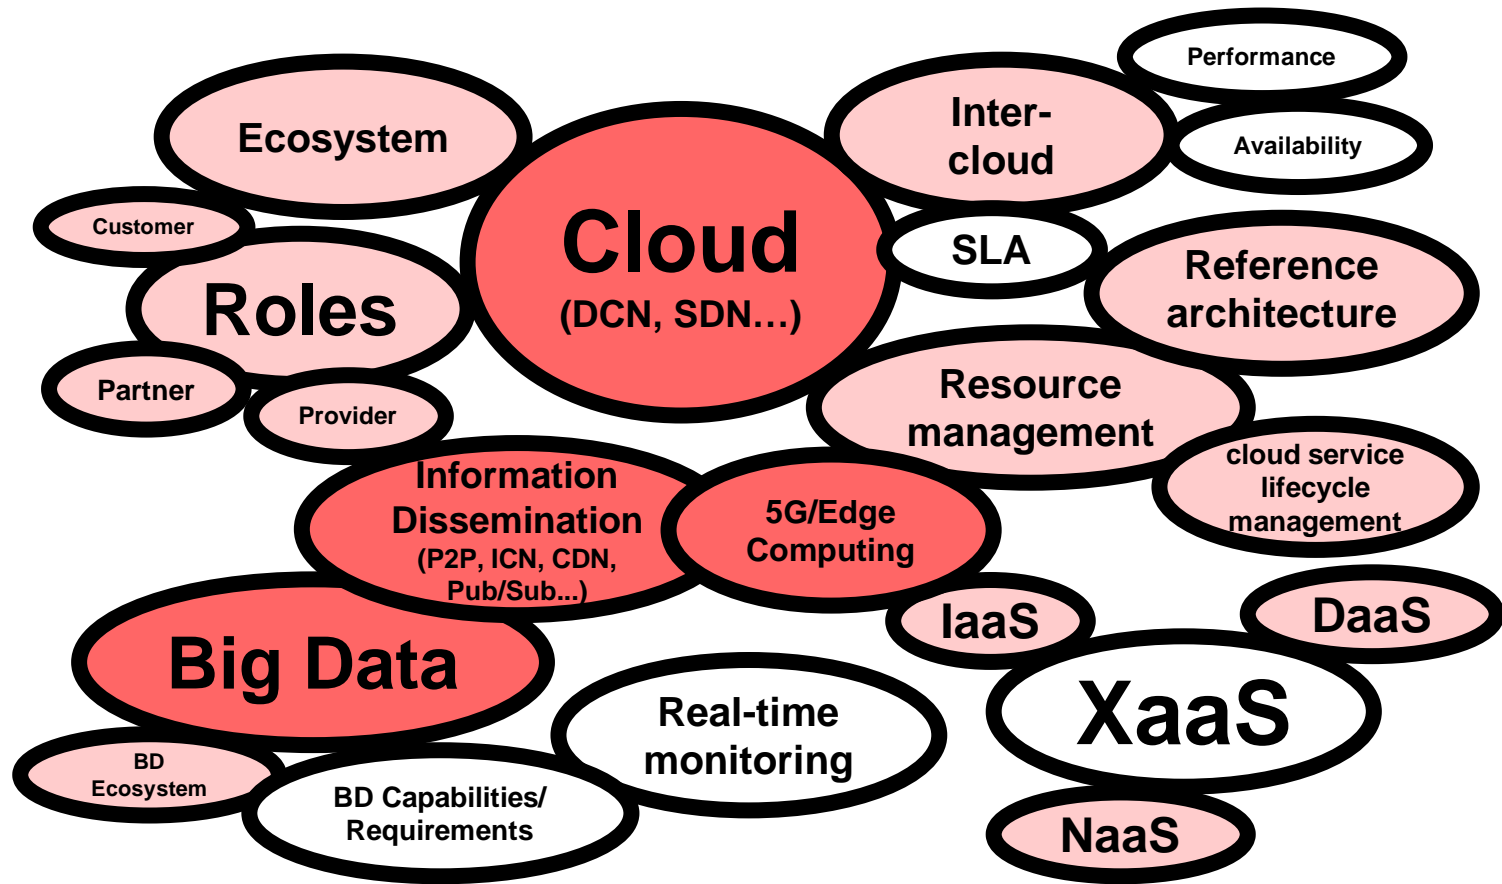 Performance
Inter-
cloud
Availability
Ecosystem
Cloud
(DCN, SDN…)
Customer
SLA
Reference
architecture
Roles
Partner
Provider
Resource
management
cloud service
lifecycle
management
Information
Dissemination
(P2P, ICN, CDN,
Pub/Sub...)
5G/Edge
Computing
IaaS
DaaS
Big Data
XaaS
Real-time
monitoring
BD
Ecosystem
BD Capabilities/
Requirements
NaaS